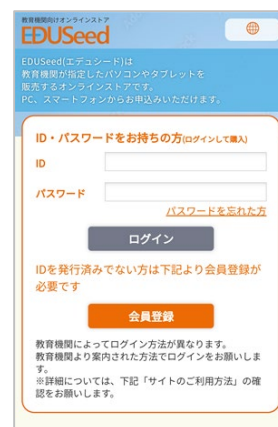 教育機関向けオンラインストア
EDUSeed
EDUSeed(エデュシード)は
教育機関が指定したパソコンやタブレットを
販売するオンラインストアです。
PC、スマートフォンからお申込みいただけます。
ID・パスワードをお持ちの方(ログインして購入)
ID
パスワード
パスワードを忘れた方
ログイン
IDを発行済みでない方は下記より会員登録が
必要です
会員登録
教育機関によってログイン方法が異なります。
教育機関より案内された方法でログインをお願いしま
す。
※詳細については、下記「サイトのご利用方法」の確
認をお願いします。